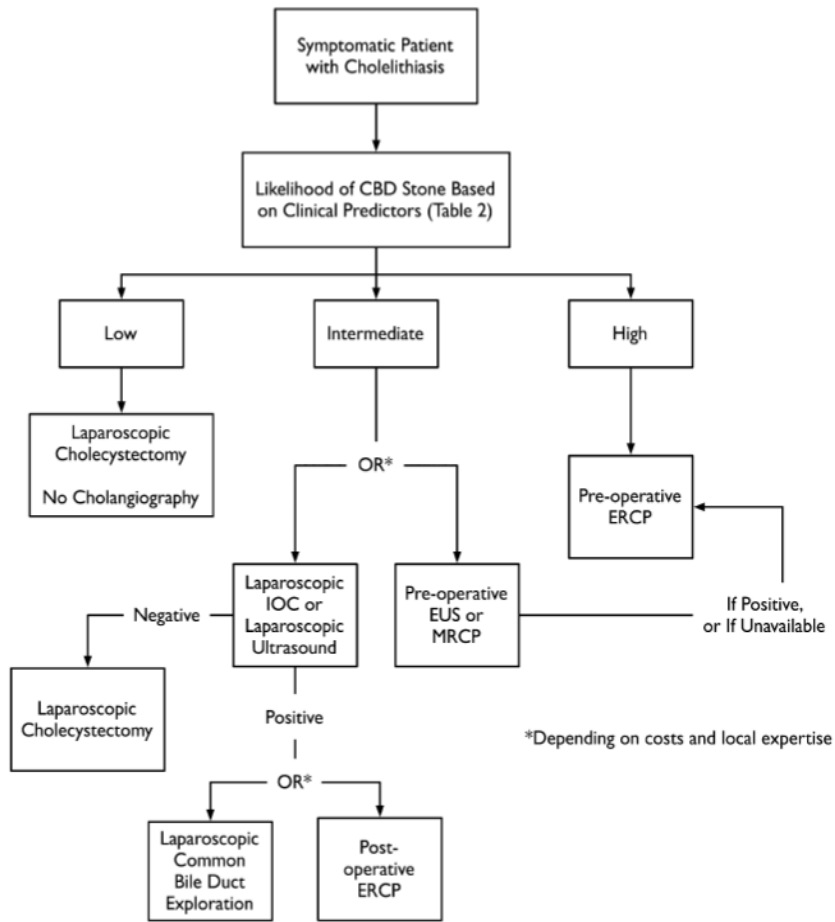 Symptomatic Patient
with Cholelithiasis
Likelihood of CBD Stone Based
on Clinical Predictors (Table 2)
Low
Intermediate
High
Laparoscopic
Cholecystectomy
No Cholangiography
OR*
Pre-operative
ERCP
Laparoscopic
IOC or
Laparoscopic
Ultrasound
Pre-operative
EUS or
MRCP
If Positive,
or If Unavailable
Negative
Laparoscopic
Cholecystectomy
Positive
*Depending on costs and local expertise
OR*
Laparoscopic
Common
Bile Duct
Exploration
Post-
operative
ERCP